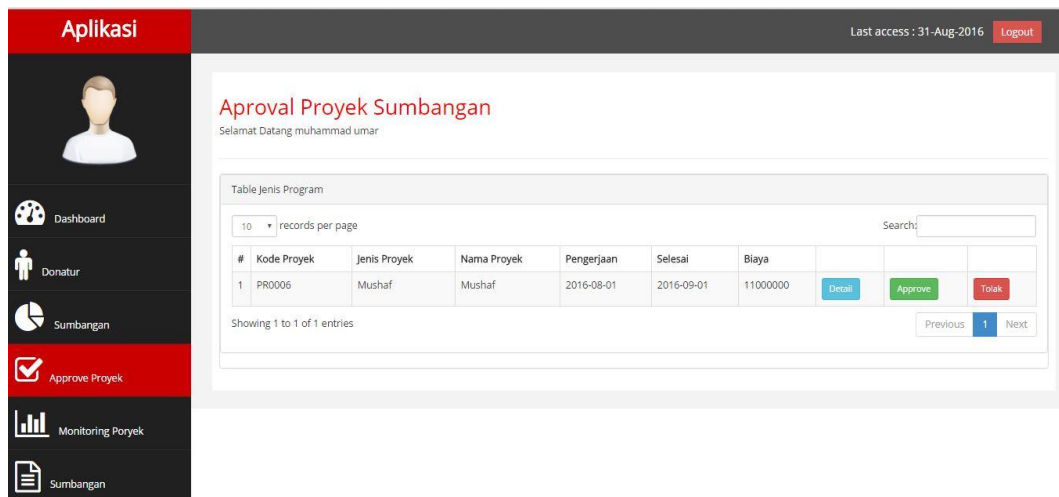 Aplikasi
Last access : 31-Aug-2016 Logout
Dashboard
Donatur
Sumbangan
Approve Proyek
Monitoring Poryek
Sumbangan
Aproval Proyek Sumbangan
Selamat Datang muhammad umar
Table Jenis Program
10 records per page Search:
# Kode Proyek Jenis Proyek Nama Proyek Pengerjaan Selesai Biaya
1 PR0006 Mushaf Mushaf 2016-08-01 2016-09-01 11000000 Detail Approve Tolak
Showing 1 to 1 of 1 entries Previous 1 Next